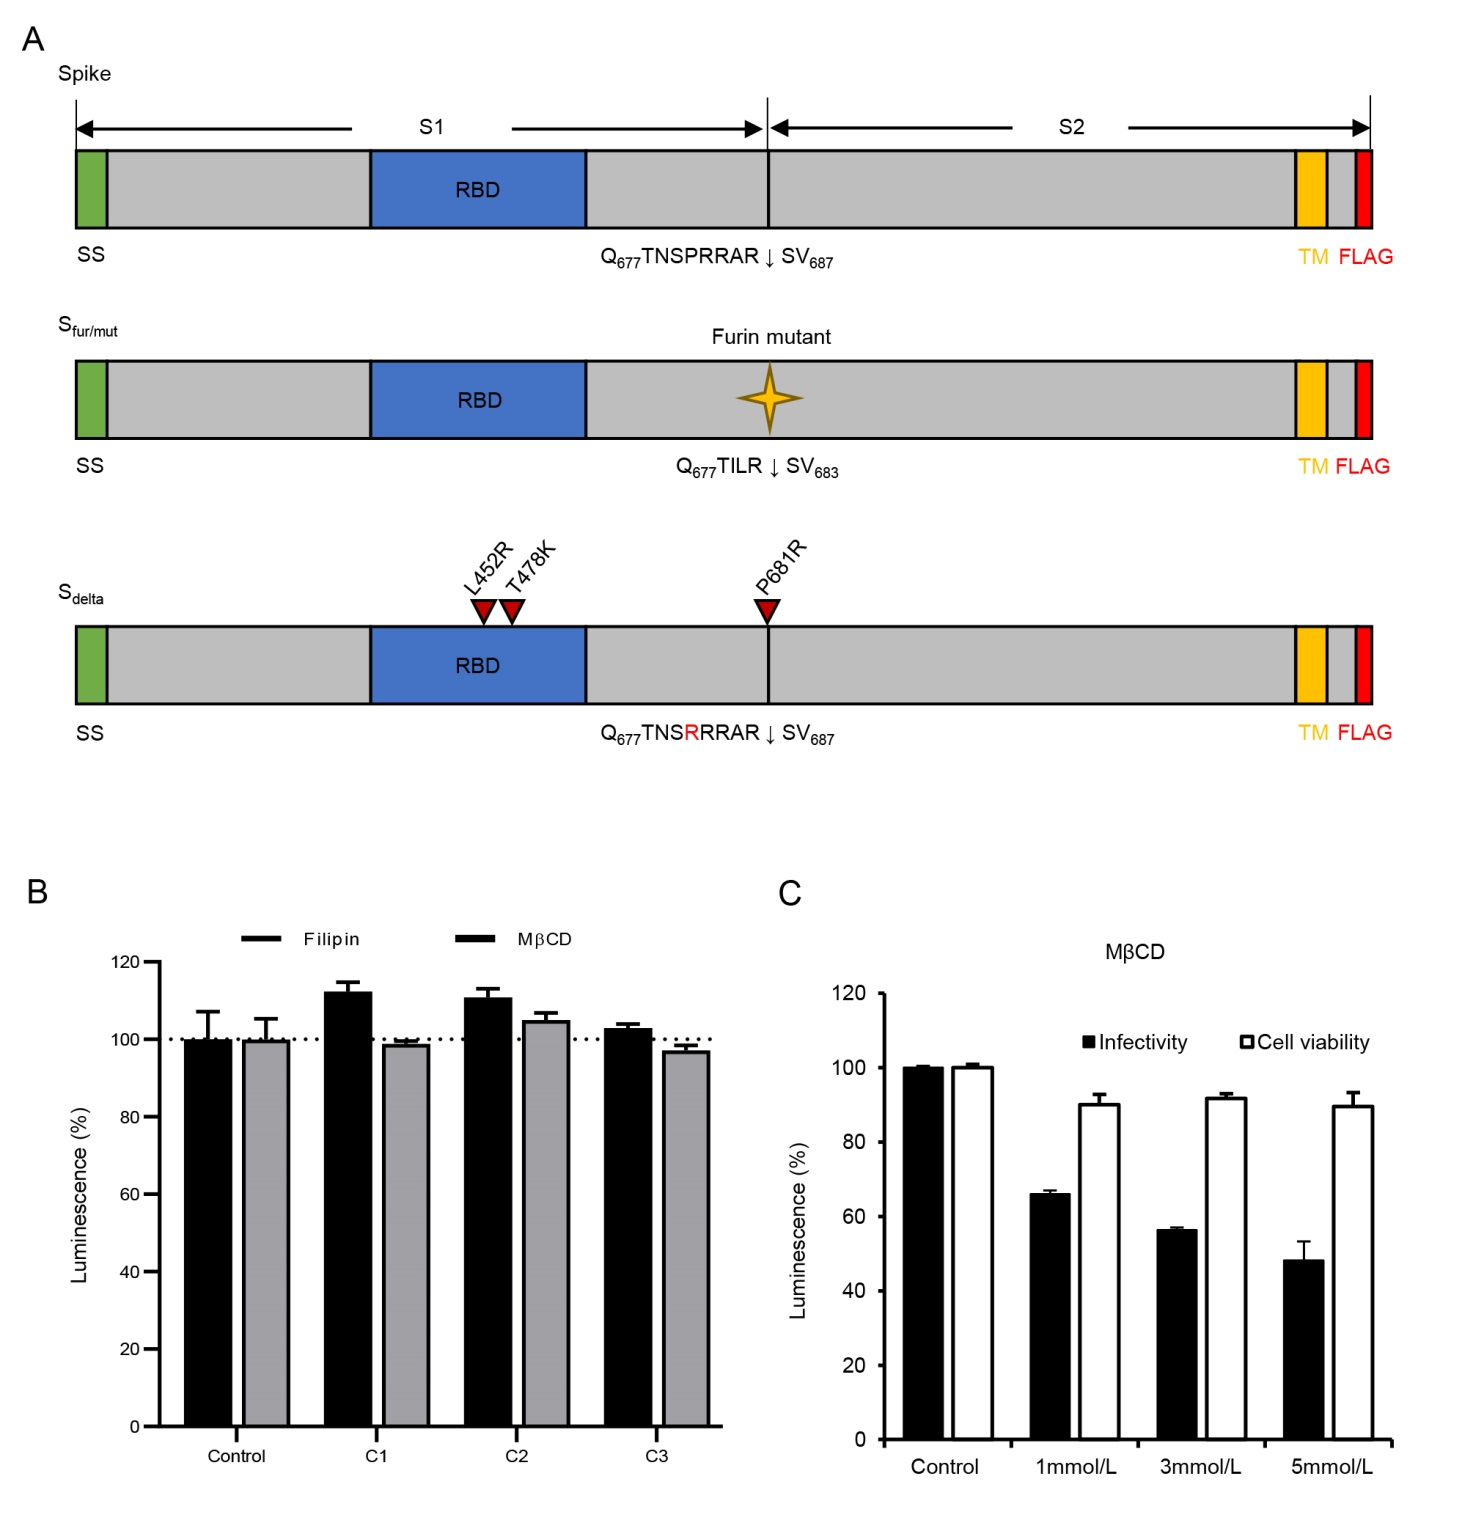 A
Spike
S1
S2
RBD
SS
Q677TNSPRRAR ↓ SV687
TM FLAG
Sfur/mut
Furin mutant
RBD
SS
Q677TILR ↓ SV683
TM FLAG
L452R
T478K
P681R
Sdelta
RBD
SS
Q677TNSRRRAR ↓ SV687
TM FLAG
B
Filipin
MβCD
Luminescence (%)
120
100
80
60
40
20
0
Control
C1
C2
C3
C
MβCD
Infectivity
Cell viability
Luminescence (%)
120
100
80
60
40
20
0
Control
1mmol/L
3mmol/L
5mmol/L